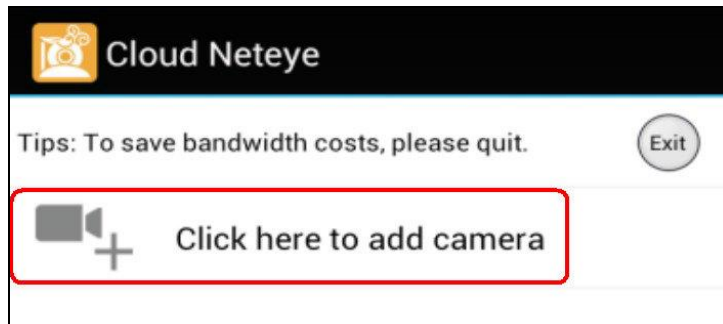 Cloud Neteye
Tips: To save bandwidth costs, please quit.
Exit
Click here to add camera